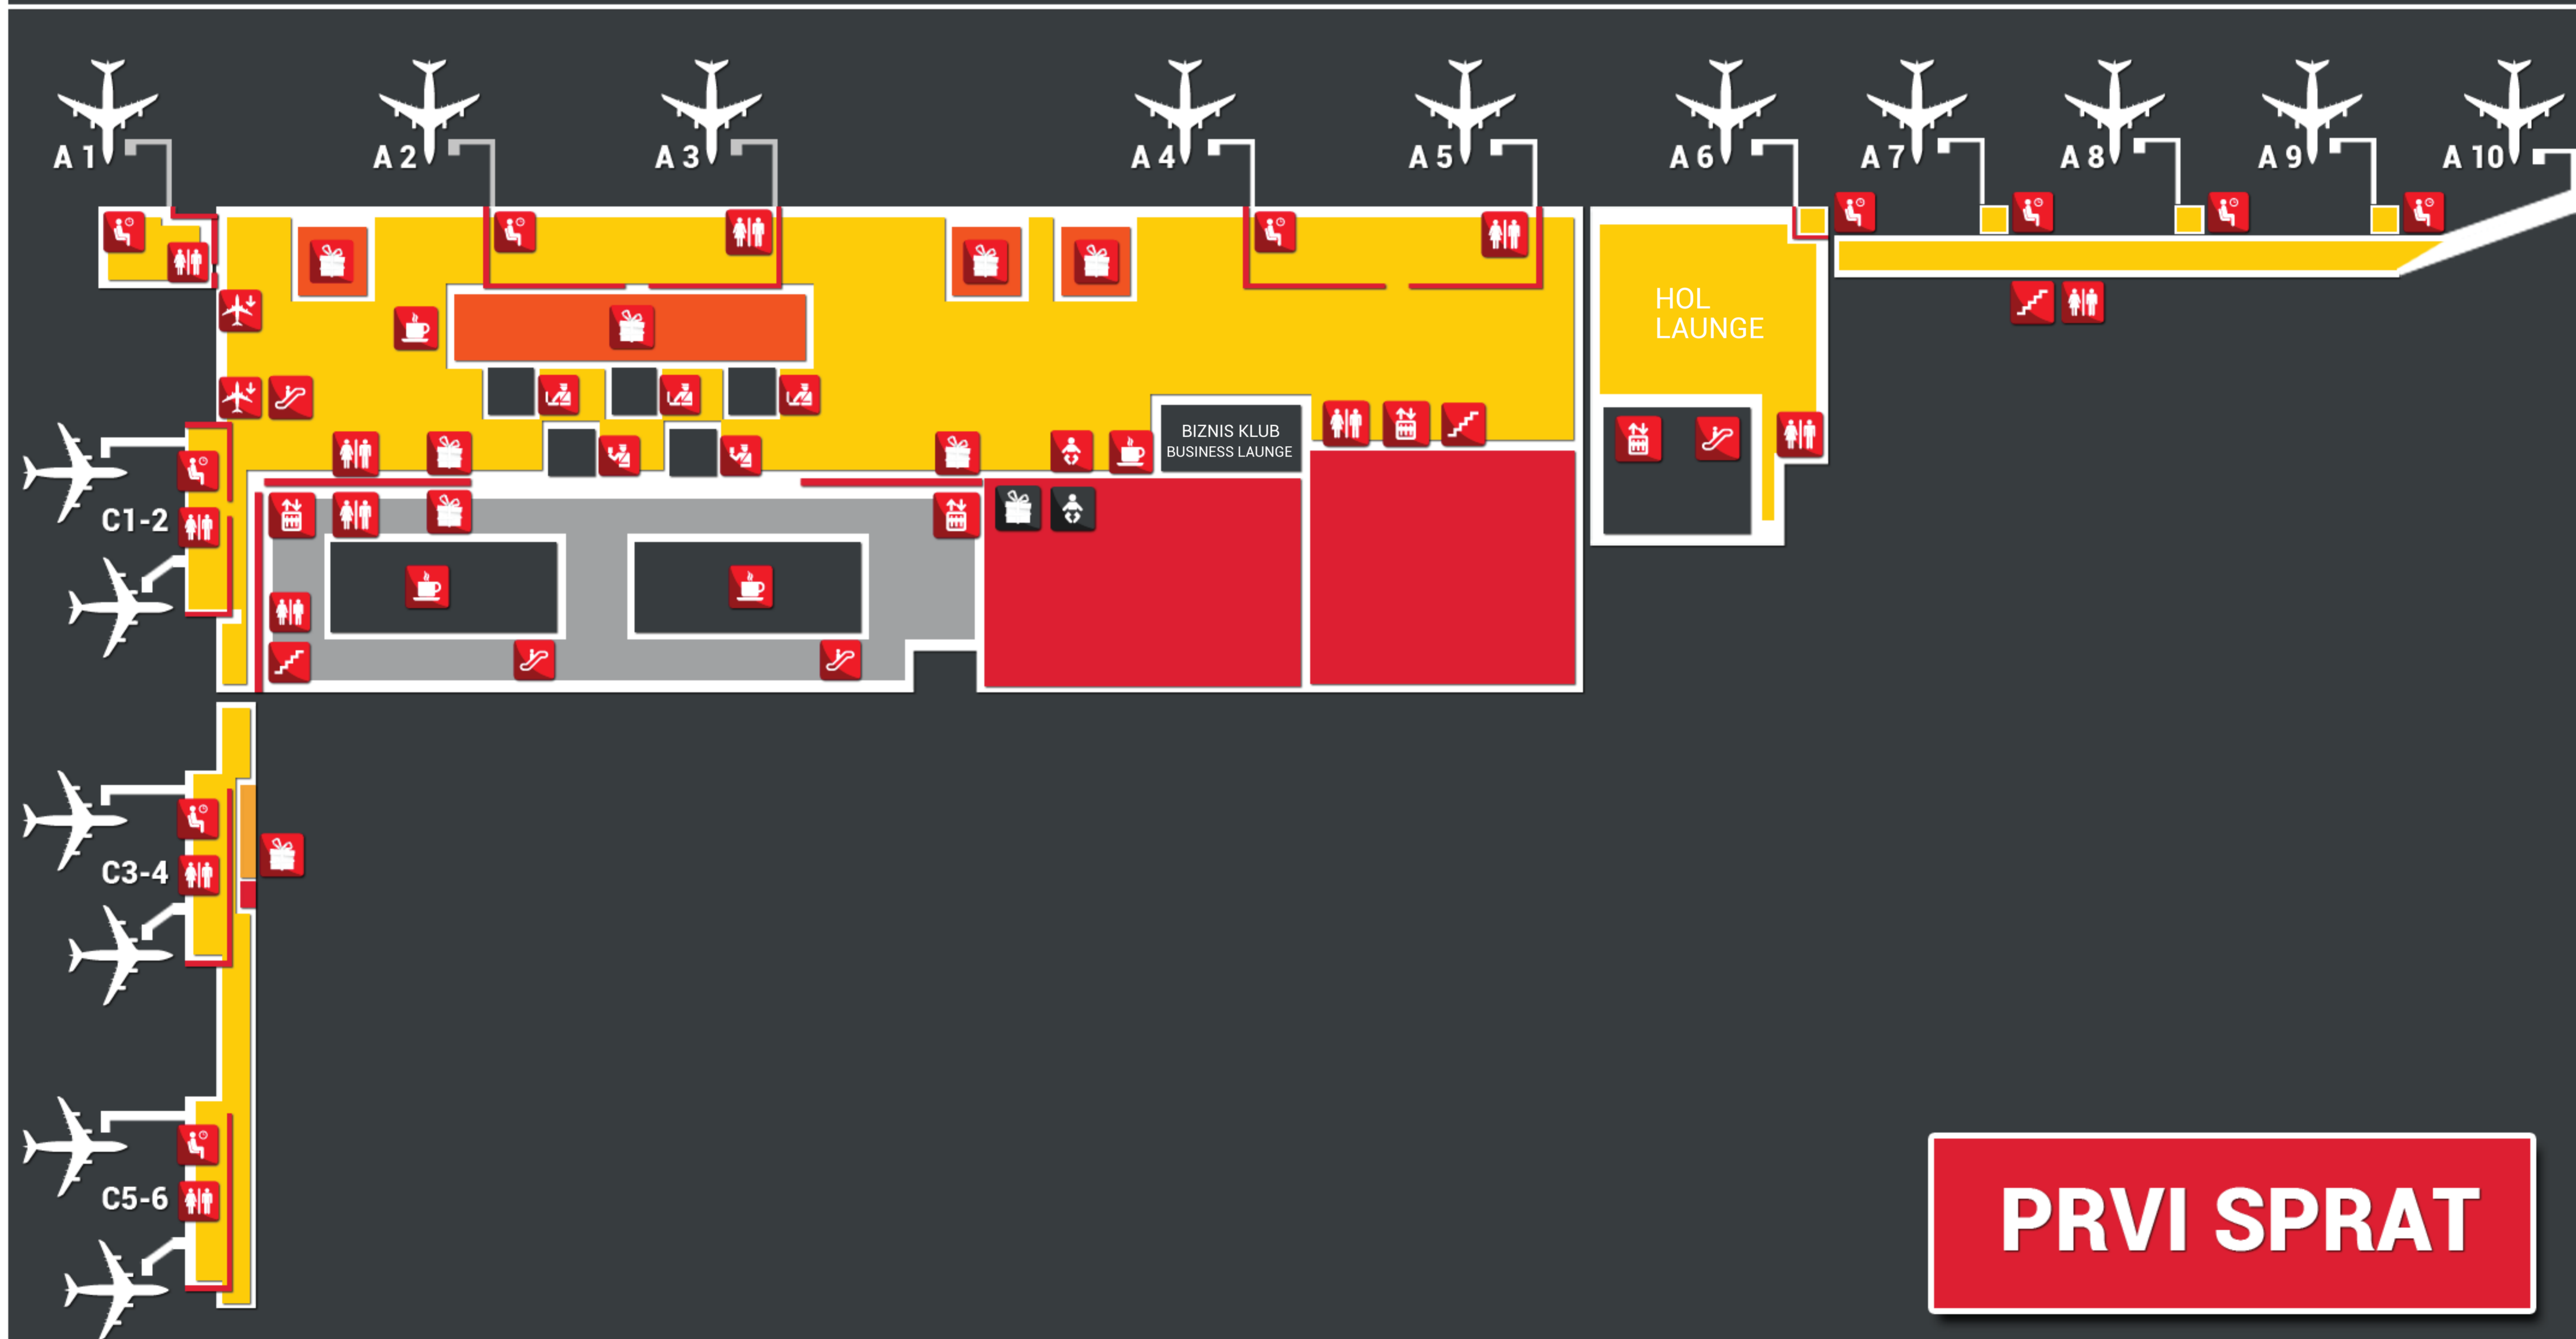 A 1
A 2
A 3
A 4
A 5
A 6
A 7
A 8
A 9
A 10
HOL
LAUNGE
BIZNIS KLUB
BUSINESS LAUNGE
C1-2
C3-4
C5-6
PRVI SPRAT